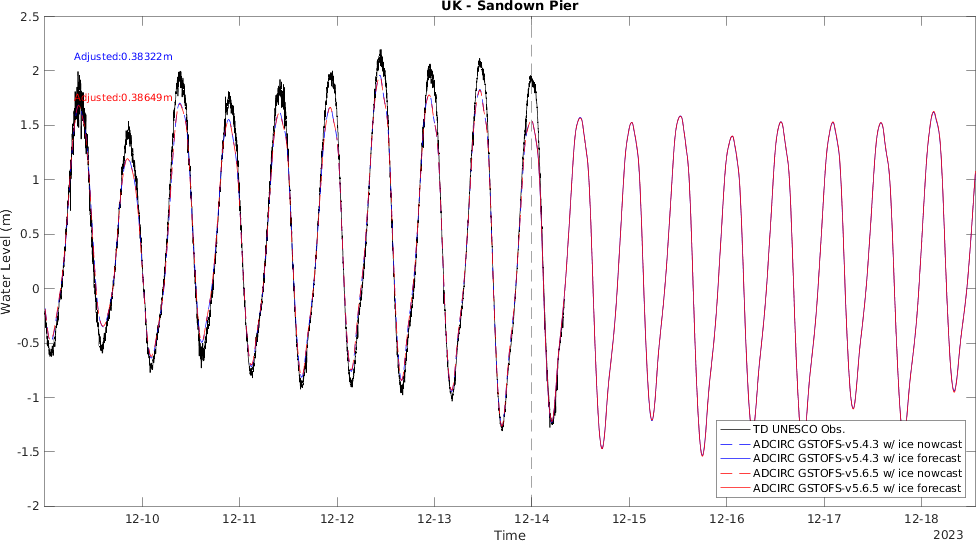 UK - Sandown Pier
2.5
2
1.5
1
0.5
0
-0.5
-1
-1.5
-2
Water Level (m)
Adjusted:0.38322m
Adjusted:0.38649m
TD UNESCO Obs.
ADCIRC GSTOFS-v5.4.3 w/ ice nowcast
ADCIRC GSTOFS-v5.4.3 w/ ice forecast
ADCIRC GSTOFS-v5.6.5 w/ ice nowcast
ADCIRC GSTOFS-v5.6.5 w/ ice forecast
12-10 12-11 12-12 12-13 12-14 12-15 12-16 12-17 12-18
Time
2023